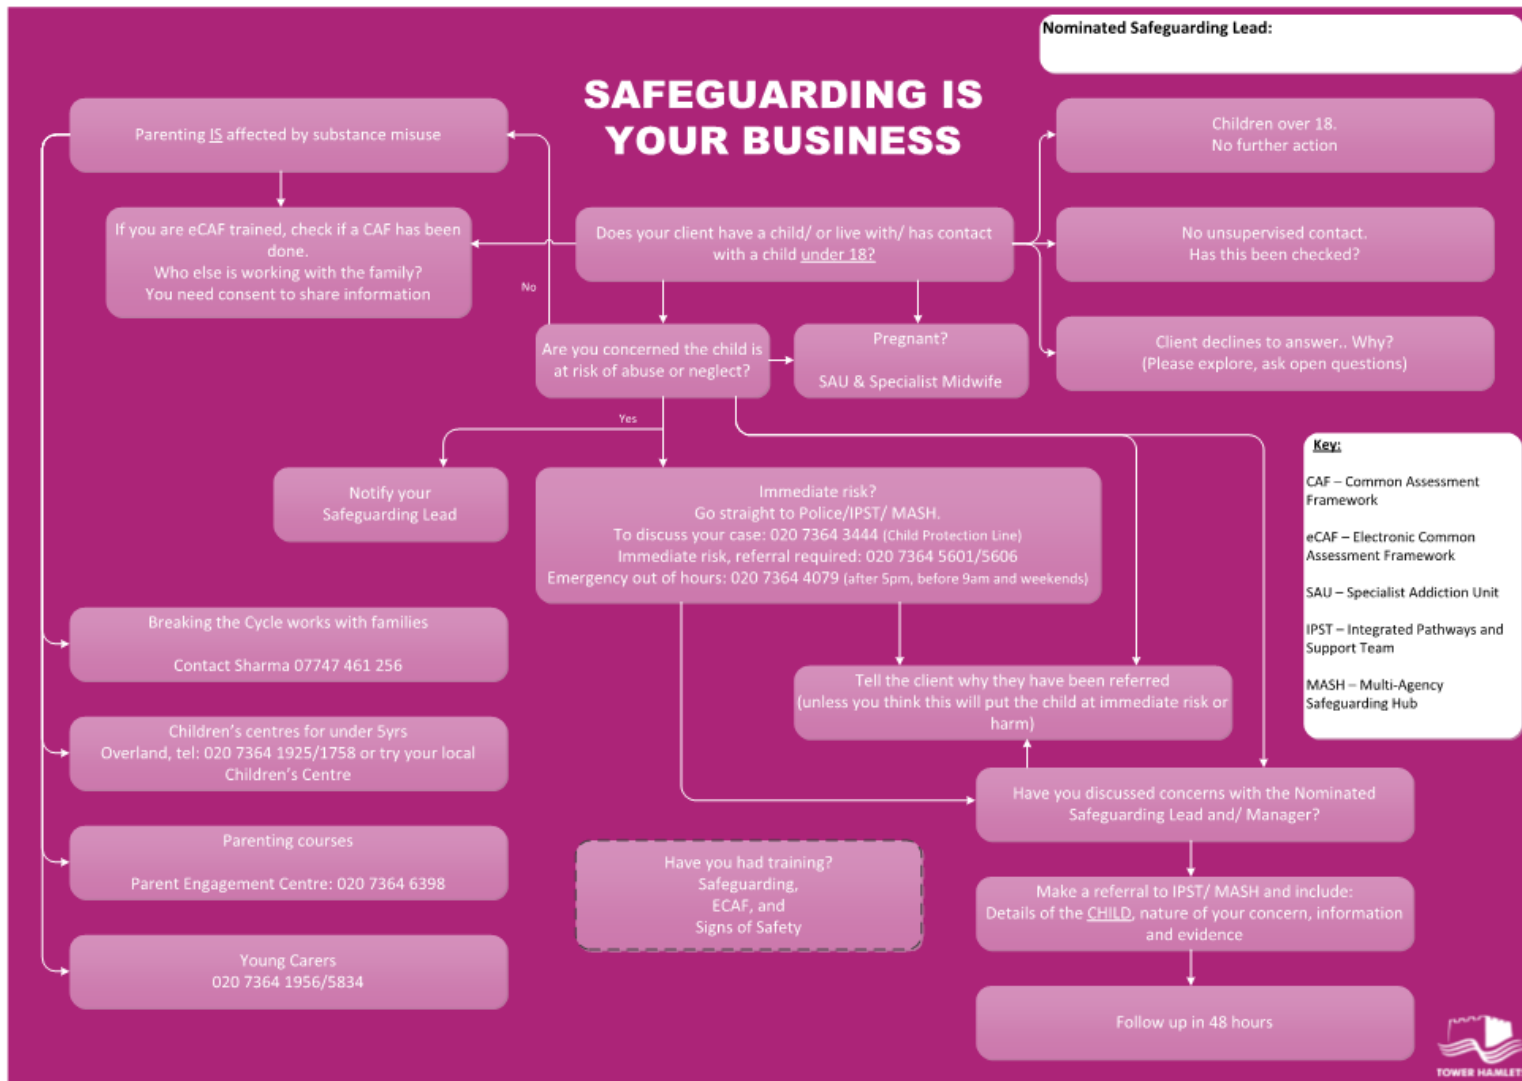 Nominated Safeguarding Lead:
SAFEGUARDING IS
YOUR BUSINESS
Parenting IS affected by substance misuse
Children over 18.
No further action
If you are eCAF trained, check if a CAF has been
done.
Who else is working with the family?
You need consent to share information
Does your client have a child/ or live with/ has contact
with a child under 18?
No unsupervised contact.
Has this been checked?
No
Are you concerned the child is
at risk of abuse or neglect?
Pregnant?
SAU & Specialist Midwife
Client declines to answer.. Why?
(Please explore, ask open questions)
Yes
Notify your
Safeguarding Lead
Immediate risk?
Go straight to Police/IPST/ MASH.
To discuss your case: 020 7364 3444 (Child Protection Line)
Immediate risk, referral required: 020 7364 5601/5606
Emergency out of hours: 020 7364 4079 (after 5pm, before 9am and weekends)
Key:
CAF – Common Assessment
Framework
eCAF – Electronic Common
Assessment Framework
SAU – Specialist Addiction Unit
IPST – Integrated Pathways and
Support Team
MASH – Multi-Agency
Safeguarding Hub
Breaking the Cycle works with families
Contact Sharma 07747 461 256
Tell the client why they have been referred
(unless you think this will put the child at immediate risk or
harm)
Children's centres for under 5yrs
Overland, tel: 020 7364 1925/1758 or try your local
Children's Centre
Have you discussed concerns with the Nominated
Safeguarding Lead and/ Manager?
Parenting courses
Parent Engagement Centre: 020 7364 6398
Have you had training?
Safeguarding,
ECAF, and
Signs of Safety
Make a referral to IPST/ MASH and include:
Details of the CHILD, nature of your concern, information
and evidence
Young Carers
020 7364 1956/5834
Follow up in 48 hours
TOWER HAMLETS